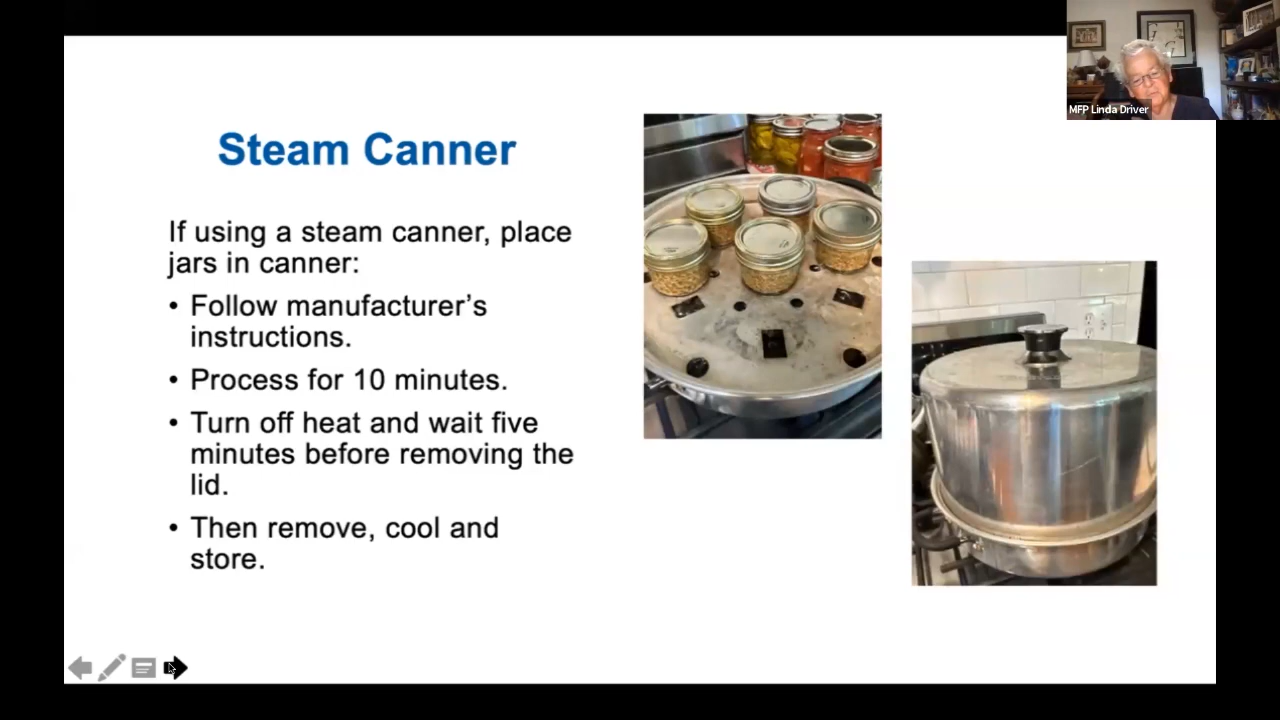 MFP Linda Driver
Steam Canner
If using a steam canner, place
jars in canner:
• Follow manufacturer’s
instructions.
• Process for 10 minutes.
• Turn off heat and wait five
minutes before removing the
lid.
• Then remove, cool and
store.